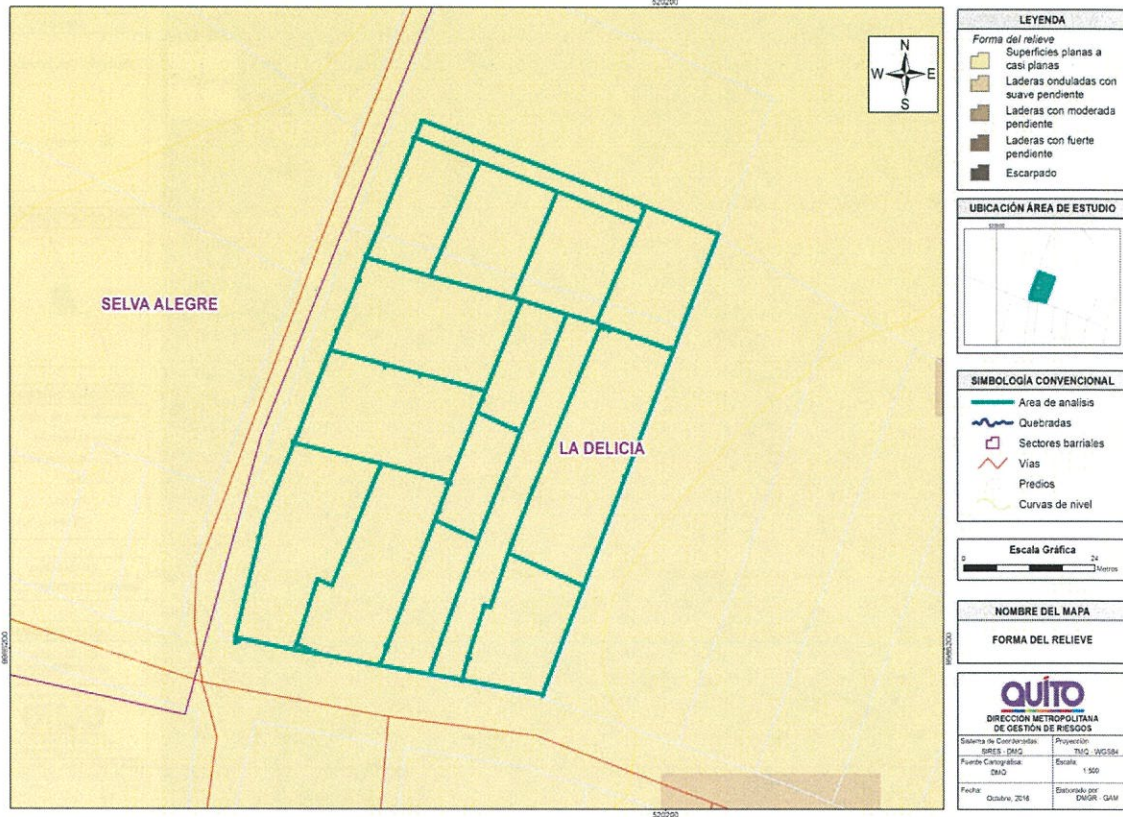 520200
N
W E
S
SELVA ALEGRE
LA DELICIA
9985200
9985200
520200
LEYENDA
Forma del relieve
Superficies planas a
casi planas
Laderas onduladas con
suave pendiente
Laderas con moderada
pendiente
Laderas con fuerte
pendiente
Escarpado
UBICACIÓN ÁREA DE ESTUDIO
SIMBOLOGÍA CONVENCIONAL
Area de analisis
Quebradas
Sectores barriales
Vías
Predios
Curvas de nivel
Escala Gráfica
0 24
Metros
NOMBRE DEL MAPA
FORMA DEL RELIEVE
QUITO
DIRECCIÓN METROPOLITANA
DE GESTIÓN DE RIESGOS
Sistema de Coordenadas: Proyección:
SIRES - DMQ TMQ - WGS84
Fuente Cartográfica: Escala:
DMQ 1:500
Fecha: Elaborado por:
Octubre, 2016 DMGR - GAM